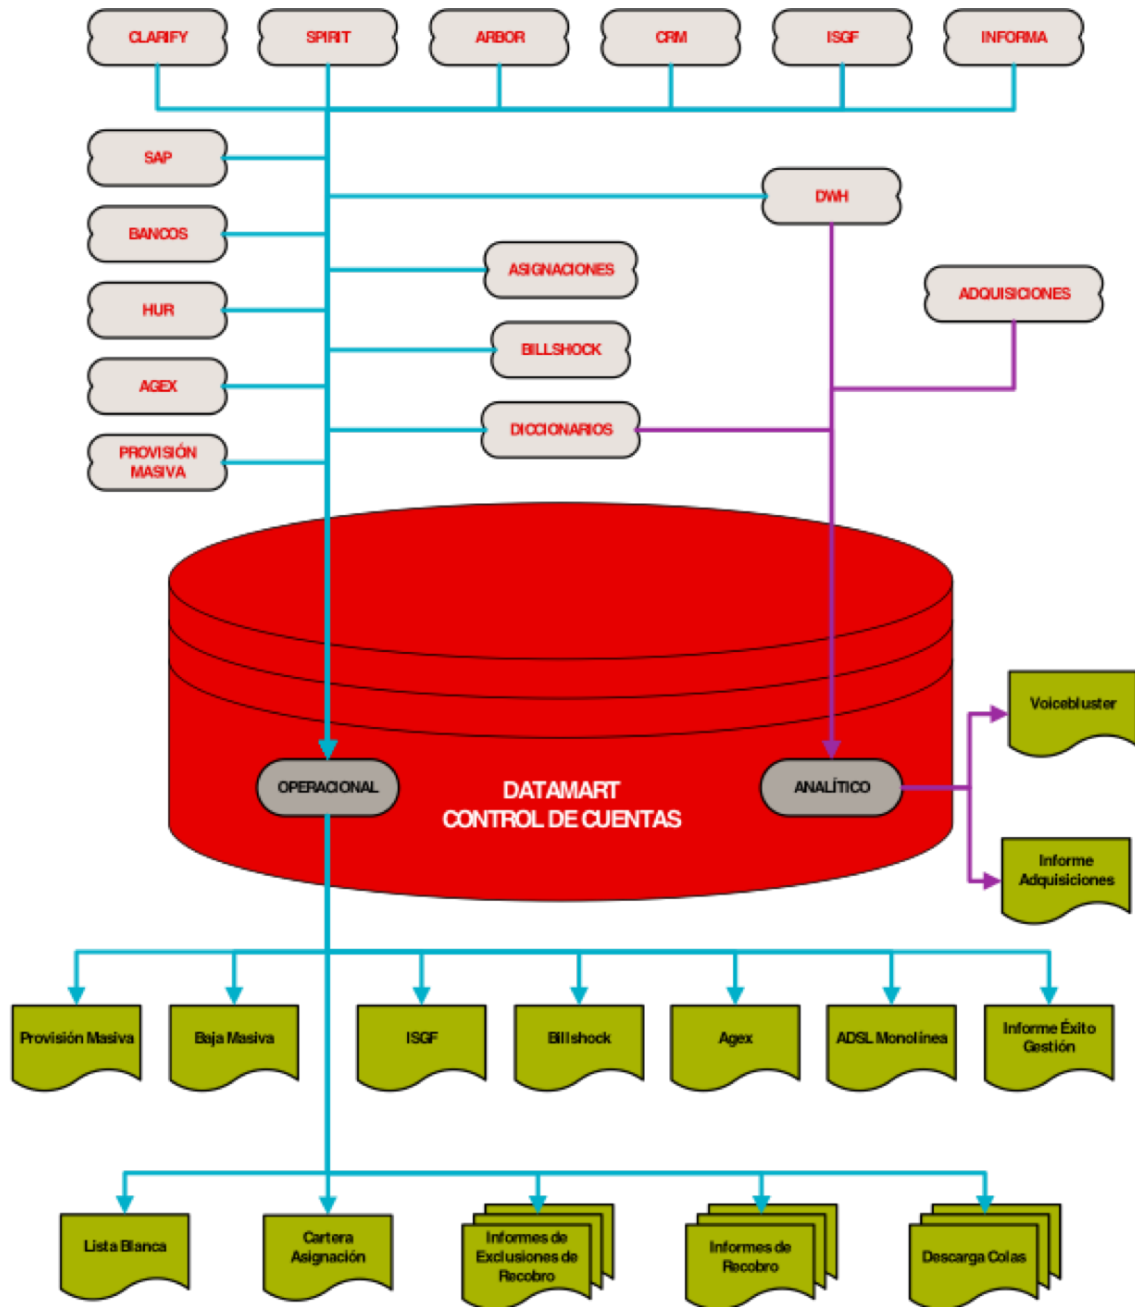 CLARIFY
SPIRIT
ARBOR
CRM
ISGF
INFORMA
SAP
DWH
BANCOS
ASIGNACIONES
ADQUISICIONES
HUR
BILLSHOCK
AGEX
DICCIONARIOS
PROVISIÓN
MASIVA
Voicebluster
OPERACIONAL
DATAMART
CONTROL DE CUENTAS
ANALÍTICO
Informe
Adquisiciones
Provisión Masiva
Baja Masiva
ISGF
Billshock
Agex
ADSL Monolínea
Informe Éxito
Gestión
Lista Blanca
Cartera
Asignación
Informes de
Exclusiones de
Recobro
Informes de
Recobro
Descarga Colas